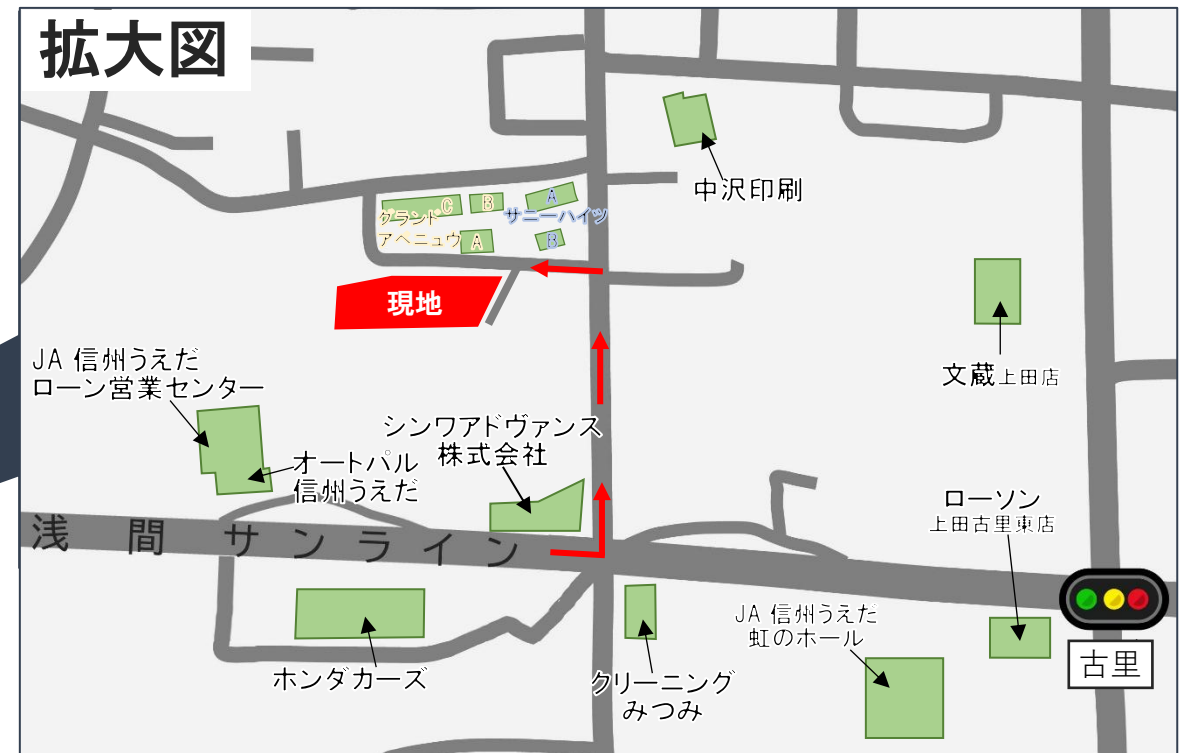 拡大図
中沢印刷
C
B
A
グランド
アベニュウ
A
サニーハイツ
B
現地
文蔵上田店
JA 信州うえだ
ローン営業センター
シンワアドヴァンス
株式会社
オートパル
信州うえだ
ローソン
上田古里東店
浅間サンライン
JA 信州うえだ
虹のホール
古里
ホンダカーズ
クリーニング
みつみ